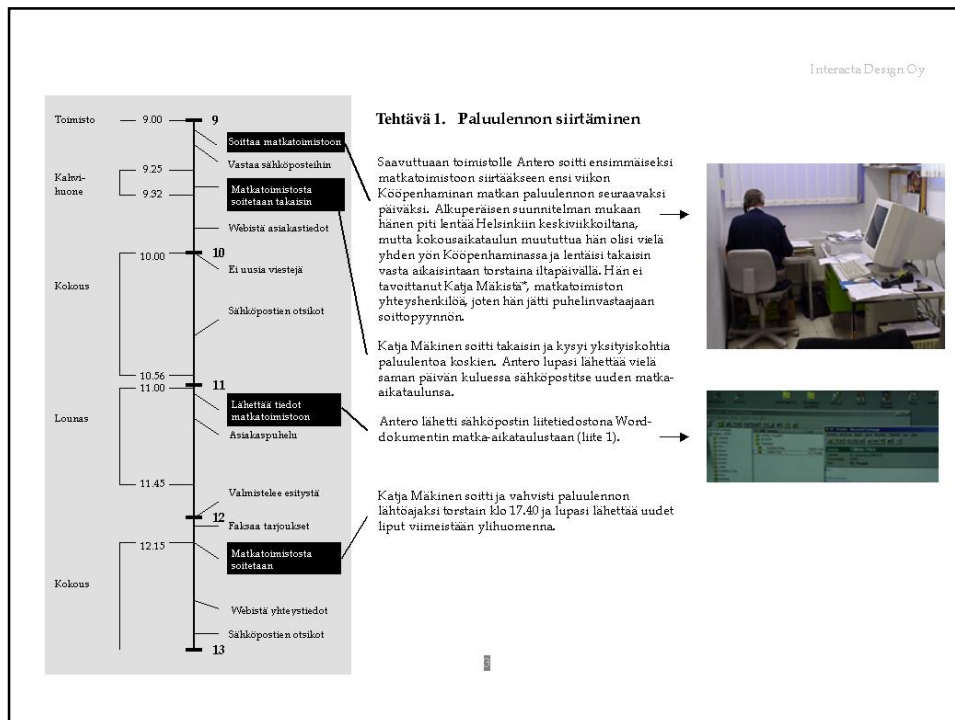 Interacta Design Oy
Toimisto
9.00
9
Soittaa matkatoimistoon
Vastaa sähköposteihin
Kahvi-
huone
9.25
9.32
Matkatoimistosta
soitetaan takaisin
Webistä asiakastiedot
10.00
10
Ei uusia viestejä
Kokous
Sähköpostien otsikot
10.56
11.00
11
Lähettää tiedot
matkatoimistoon
Lounas
Asiakaspuhelu
11.45
Valmistelee esitystä
12
Faksaa tarjoukset
12.15
Matkatoimistosta
soitetaan
Kokous
Webistä yhteystiedot
Sähköpostien otsikot
13
Tehtävä 1. Paluulennon siirtäminen
Saavuttuaan toimistolle Antero soitti ensimmäiseksi
matkatoimistoon siirtääkseen ensi viikon
Kööpenhaminan matkan paluulennon seuraavaksi
päiväksi. Alkuperäisen suunnitelman mukaan
hänen piti lentää Helsinkiin keskiviikkoiltana,
mutta kokousaikataulun muututtua hän olisi vielä
yhden yön Kööpenhaminassa ja lentäisi takaisin
vasta aikaisintaan torstaina iltapäivällä. Hän ei
tavoittanut Katja Mäkistä*, matkatoimiston
yhteyshenkilöä, joten hän jätti puhelinvastaajaan
soittopyynnön.
Katja Mäkinen soitti takaisin ja kysyi yksityiskohtia
paluulentoa koskien. Antero lupasi lähettää vielä
saman päivän kuluessa sähköpostitse uuden matka-
aikataulunsa.
Antero lähetti sähköpostin liitetiedostona Word-
dokumentin matka-aikataulustaan (liite 1).
Katja Mäkinen soitti ja vahvisti paluulennon
lähtöajaksi torstain klo 17.40 ja lupasi lähettää uudet
liput viimeistään ylihuomenna.